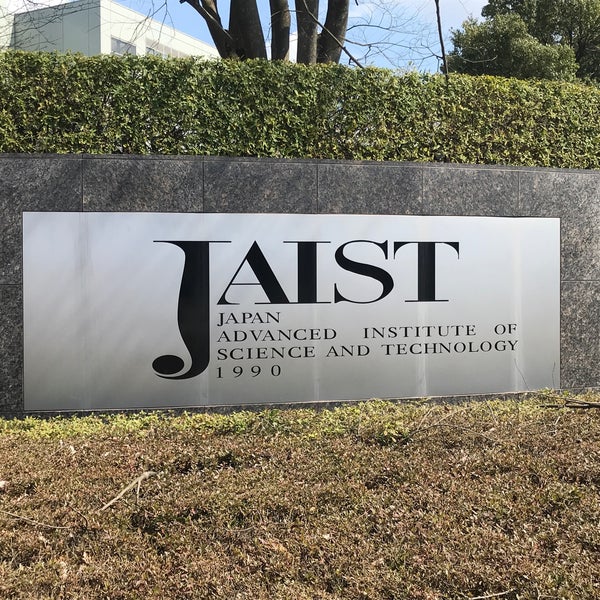 JAIST
JAPAN
ADVANCED INSTITUTE OF
SCIENCE AND TECHNOLOGY
1990